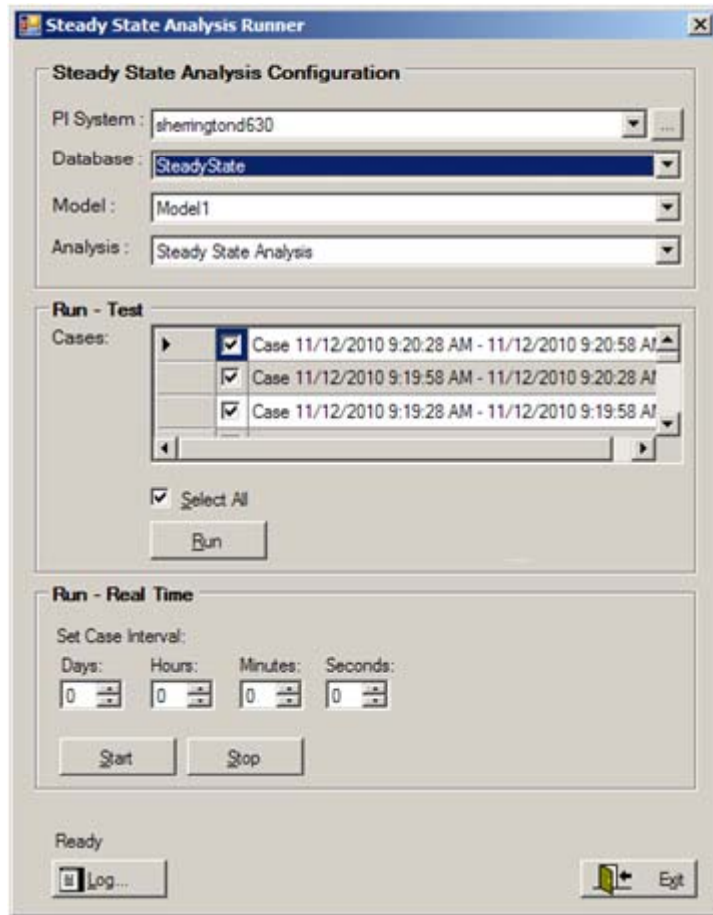 Steady State Analysis Runner
Steady State Analysis Configuration
PI System : sherringtond630 ...
Database : SteadyState
Model : Model1
Analysis : Steady State Analysis
Run - Test
Cases:
Case 11/12/2010 9:20:28 AM - 11/12/2010 9:20:58 AM
Case 11/12/2010 9:19:58 AM - 11/12/2010 9:20:28 AM
Case 11/12/2010 9:19:28 AM - 11/12/2010 9:19:58 AM
Select All
Run
Run - Real Time
Set Case Interval:
Days: Hours: Minutes: Seconds:
0 0 0 0
Start Stop
Ready
Log... Exit